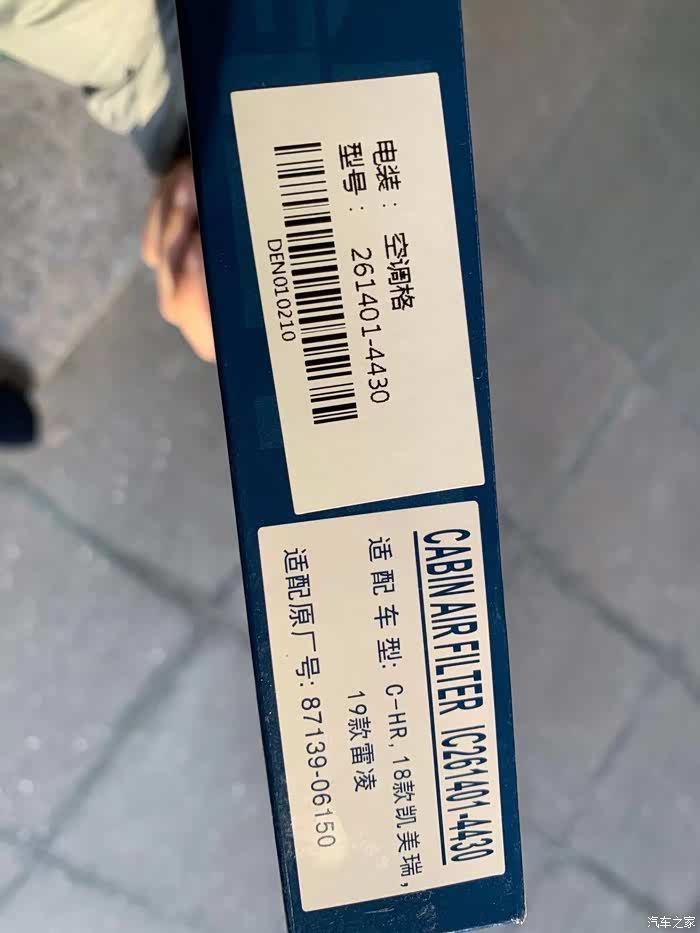 电装： 空调格
型号： 261401-4430
DEN010210
CABIN AIR FILTER IC261401-4430
适配车型: C-HR, 18款凯美瑞,
19款雷凌
适配原厂号: 87139-06150
汽车之家